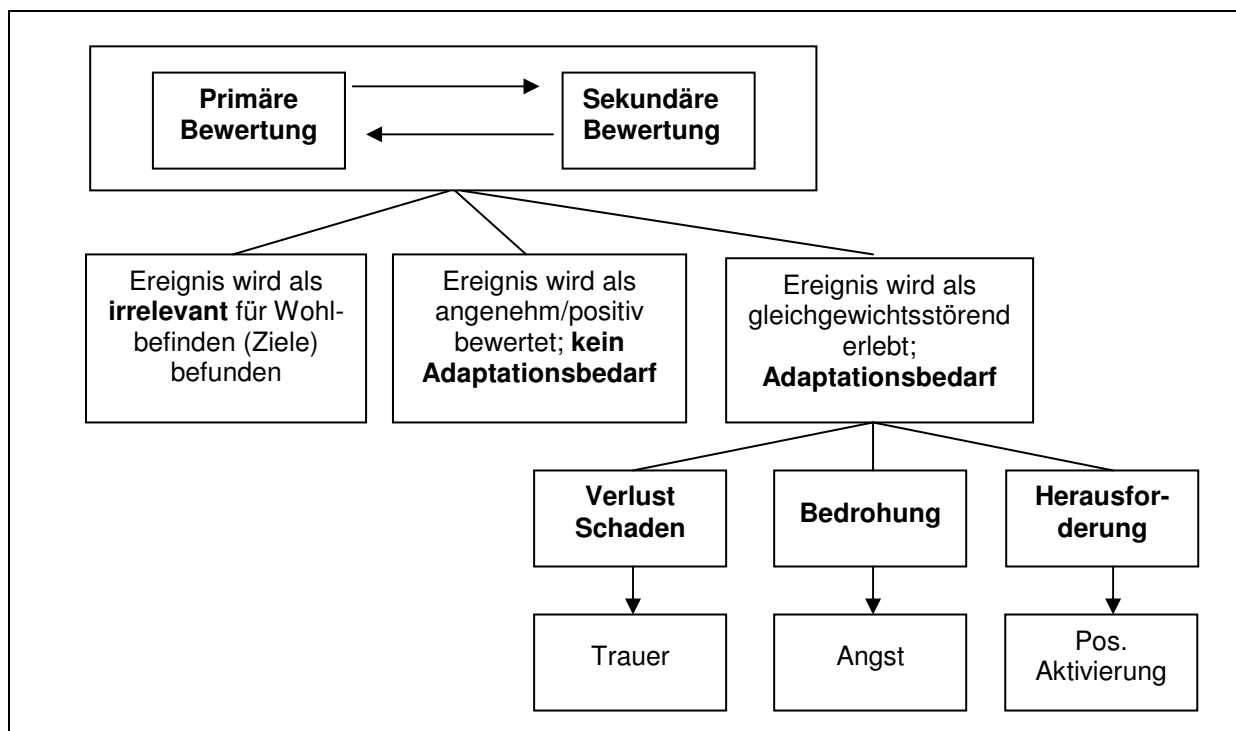 Primäre
Bewertung
Sekundäre
Bewertung
Ereignis wird als
irrelevant für Wohl-
befinden (Ziele)
befunden
Ereignis wird als
angenehm/positiv
bewertet; kein
Adaptationsbedarf
Ereignis wird als
gleichgewichtsstörend
erlebt;
Adaptationsbedarf
Verlust
Schaden
Bedrohung
Herausfor-
derung
Trauer
Angst
Pos.
Aktivierung